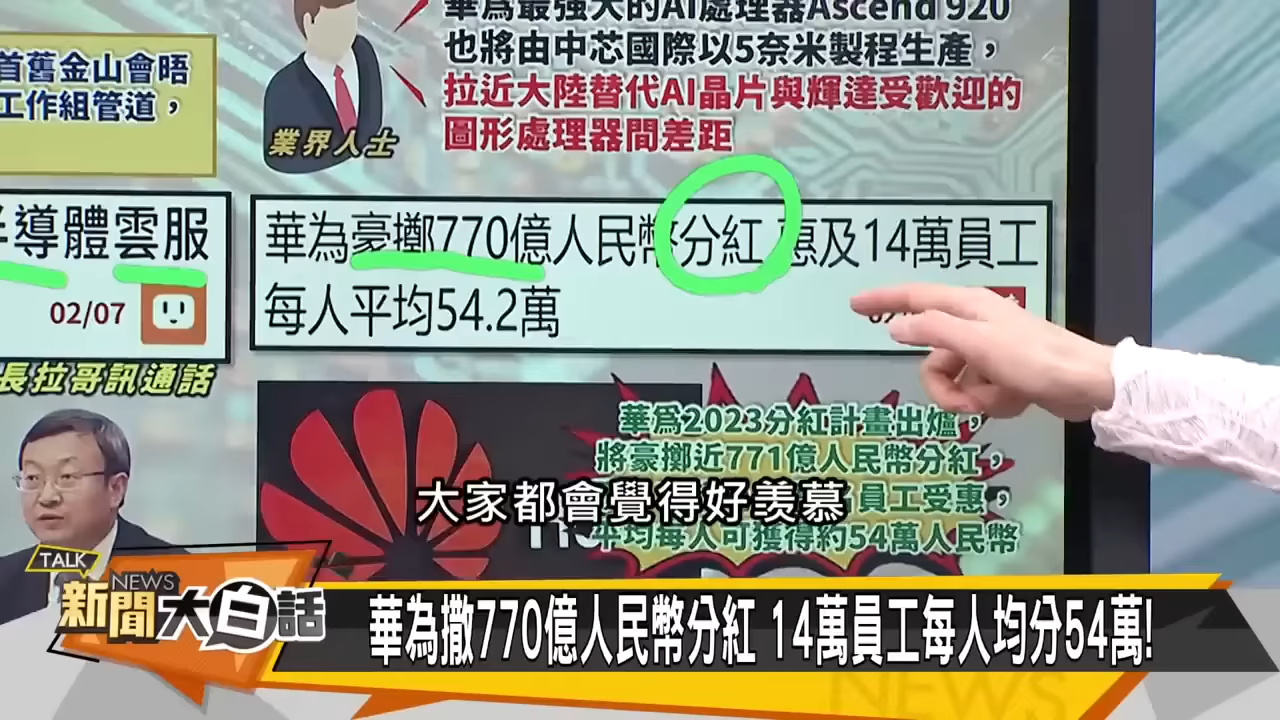 華爲最強大的AI處理器Ascend 920
也將由中芯國際以5奈米製程生產，
拉近大陸替代AI晶片與輝達受歡迎的
圖形處理器間差距
業界人士
首舊金山會晤
工作組管道，
半導體雲服
02/07
華為豪擲770億人民幣分紅 惠及14萬員工
每人平均54.2萬
長拉哥訊通話
華爲2023分紅計畫出爐，
將豪擲近771億人民幣分紅，
員工受惠，
平均每人可獲得約54萬人民幣
大家都會覺得好羨慕
TALK
NEWS
新聞大白話
華為撒770億人民幣分紅 14萬員工每人均分54萬!
NEWS